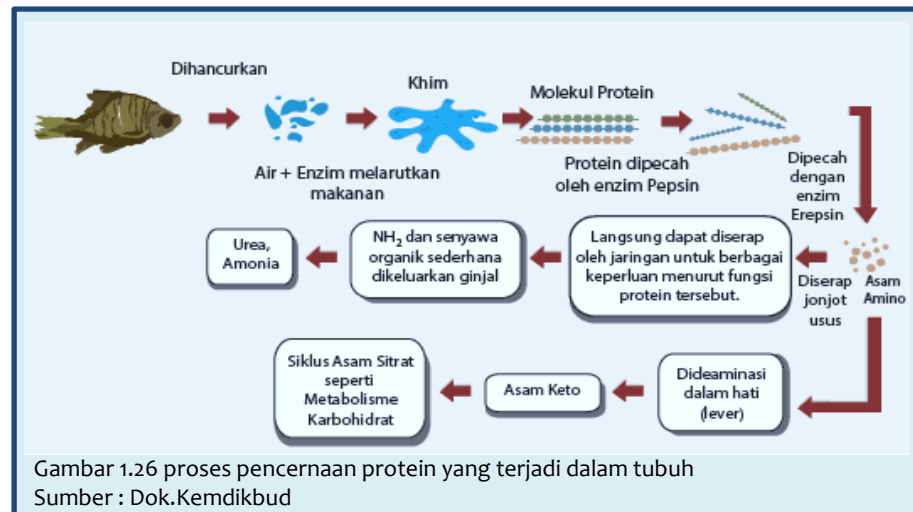 Dihancurkan
Khim
Air + Enzim melarutkan
makanan
Molekul Protein
Protein dipecah
oleh enzim Pepsin
Dipecah
dengan
enzim
Erepsin
Asam
Amino
Diserap
jonjot
usus
Langsung dapat diserap
oleh jaringan untuk berbagai
keperluan menurut fungsi
protein tersebut.
NH₂ dan senyawa
organik sederhana
dikeluarkan ginjal
Urea,
Amonia
Dideaminasi
dalam hati
(lever)
Asam Keto
Siklus Asam Sitrat
seperti
Metabolisme
Karbohidrat
Gambar 1.26 proses pencernaan protein yang terjadi dalam tubuh
Sumber : Dok.Kemdikbud